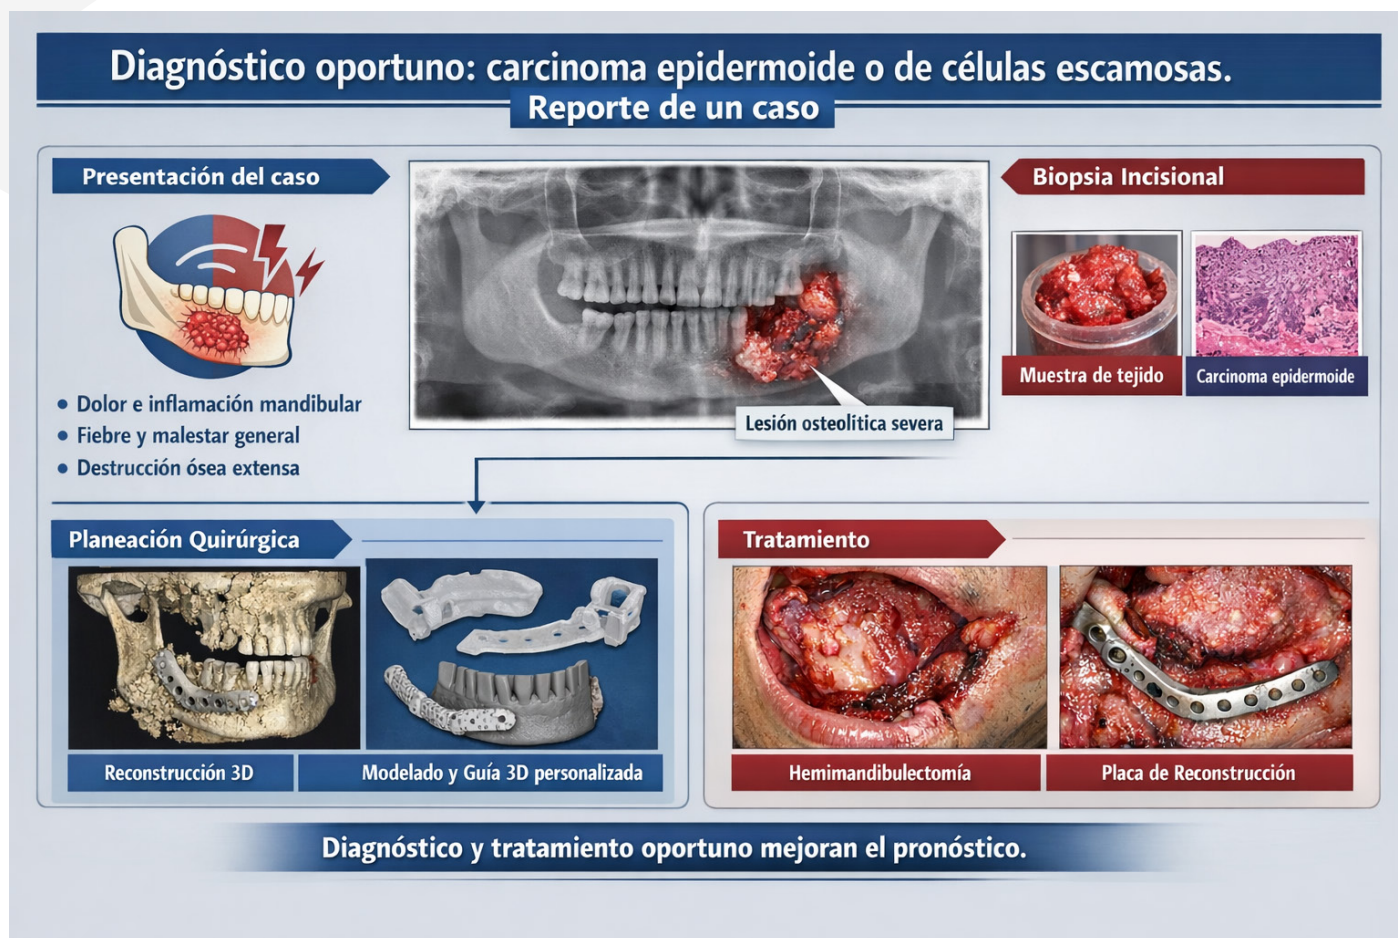 Diagnóstico oportuno: carcinoma epidermoide o de células escamosas.
Reporte de un caso
Presentación del caso
• Dolor e inflamación mandibular
• Fiebre y malestar general
• Destrucción ósea extensa
Lesión osteolítica severa
Biopsia Incisional
Muestra de tejido
Carcinoma epidermoide
Planeación Quirúrgica
Reconstrucción 3D
Modelado y Guía 3D personalizada
Tratamiento
Hemimandibulectomía
Placa de Reconstrucción
Diagnóstico y tratamiento oportuno mejoran el pronóstico.